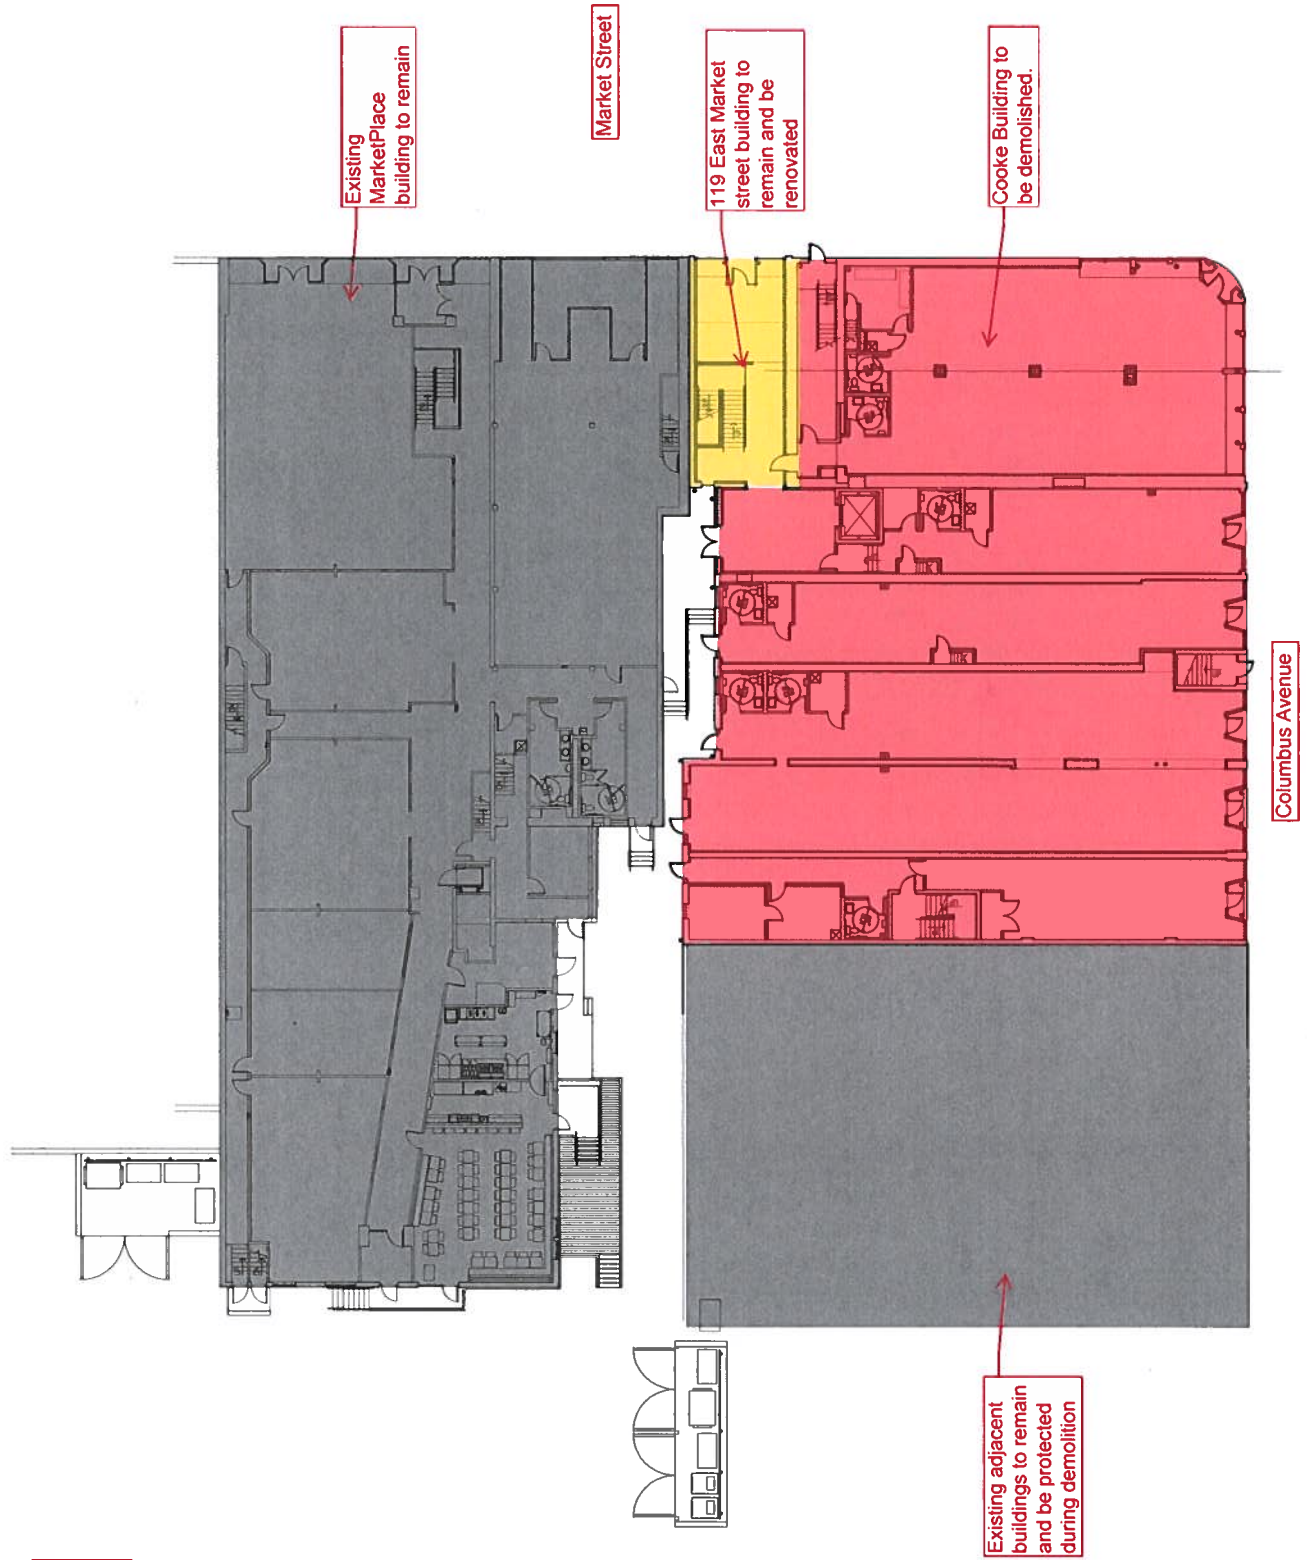 Existing
MarketPlace
building to remain
Market Street
119 East Market
street building to
remain and be
renovated
Cooke Building to
be demolished.
Columbus Avenue
Existing adjacent
buildings to remain
and be protected
during demolition